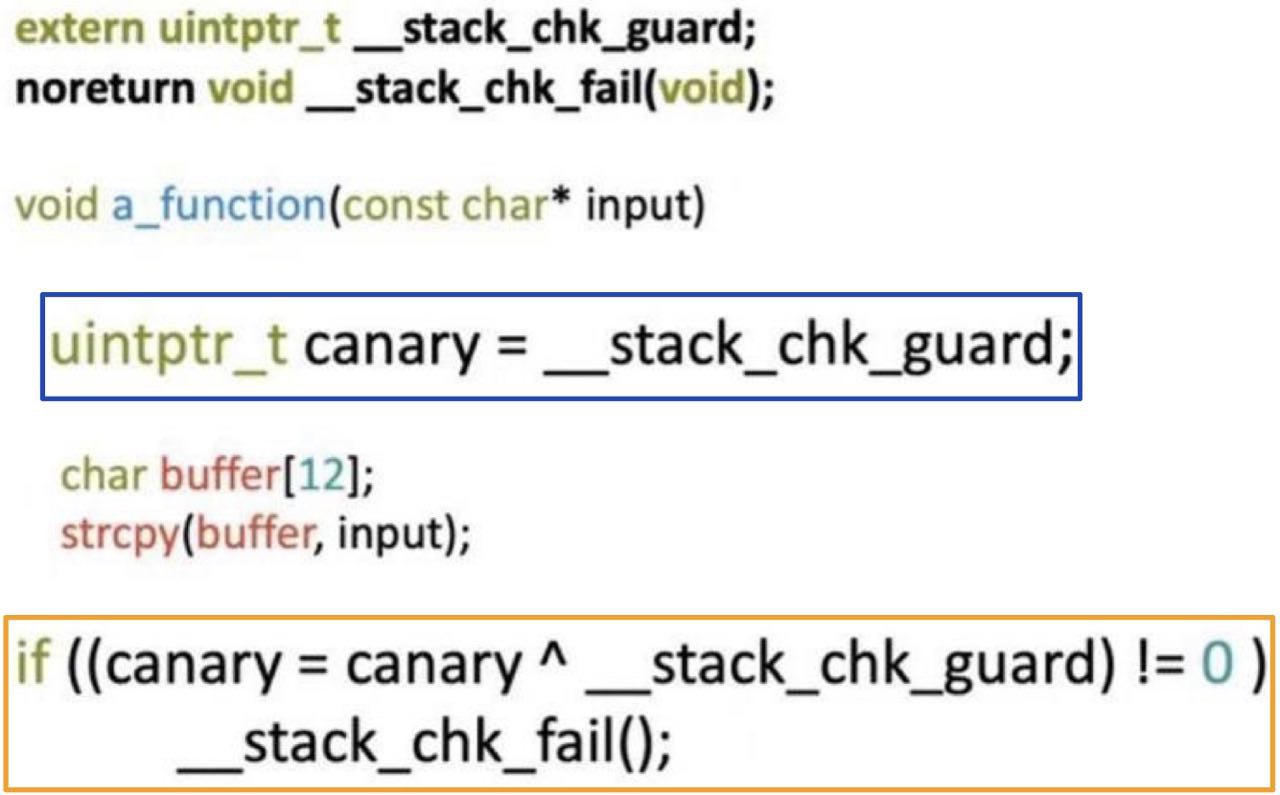 extern uintptr_t __stack_chk_guard;
noreturn void __stack_chk_fail(void);
void a_function(const char* input)
uintptr_t canary = __stack_chk_guard;
char buffer[12];
strcpy(buffer, input);
if ((canary = canary ^ __stack_chk_guard) != 0 )
__stack_chk_fail();